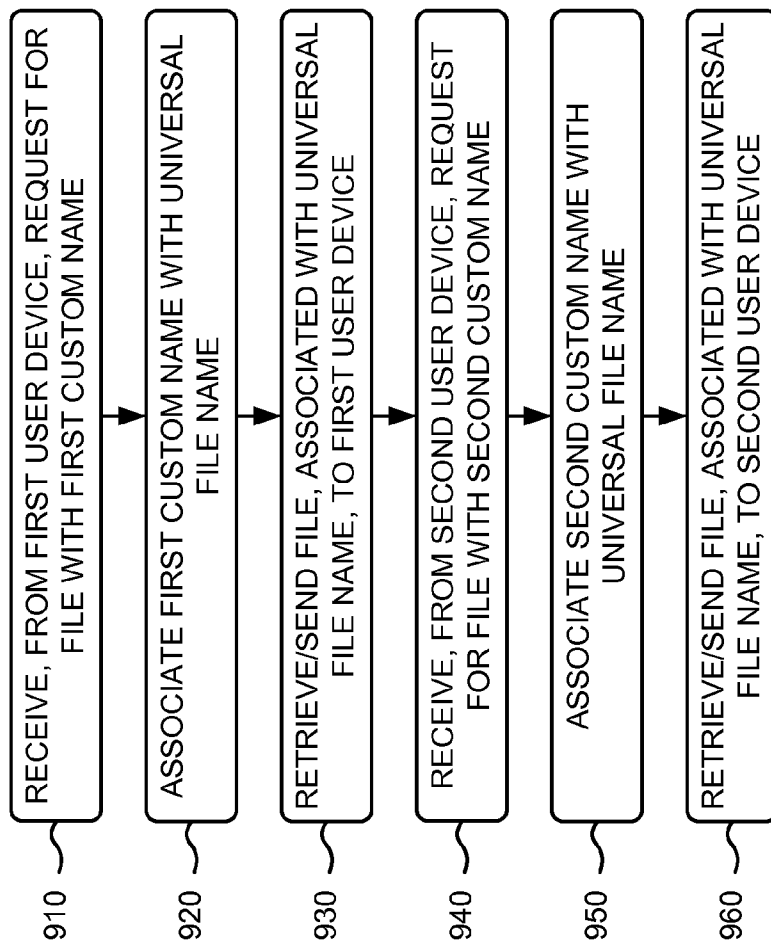 910
RECEIVE, FROM FIRST USER DEVICE, REQUEST FOR
FILE WITH FIRST CUSTOM NAME
920
ASSOCIATE FIRST CUSTOM NAME WITH UNIVERSAL
FILE NAME
930
RETRIEVE/SEND FILE, ASSOCIATED WITH UNIVERSAL
FILE NAME, TO FIRST USER DEVICE
940
RECEIVE, FROM SECOND USER DEVICE, REQUEST
FOR FILE WITH SECOND CUSTOM NAME
950
ASSOCIATE SECOND CUSTOM NAME WITH
UNIVERSAL FILE NAME
960
RETRIEVE/SEND FILE, ASSOCIATED WITH UNIVERSAL
FILE NAME, TO SECOND USER DEVICE